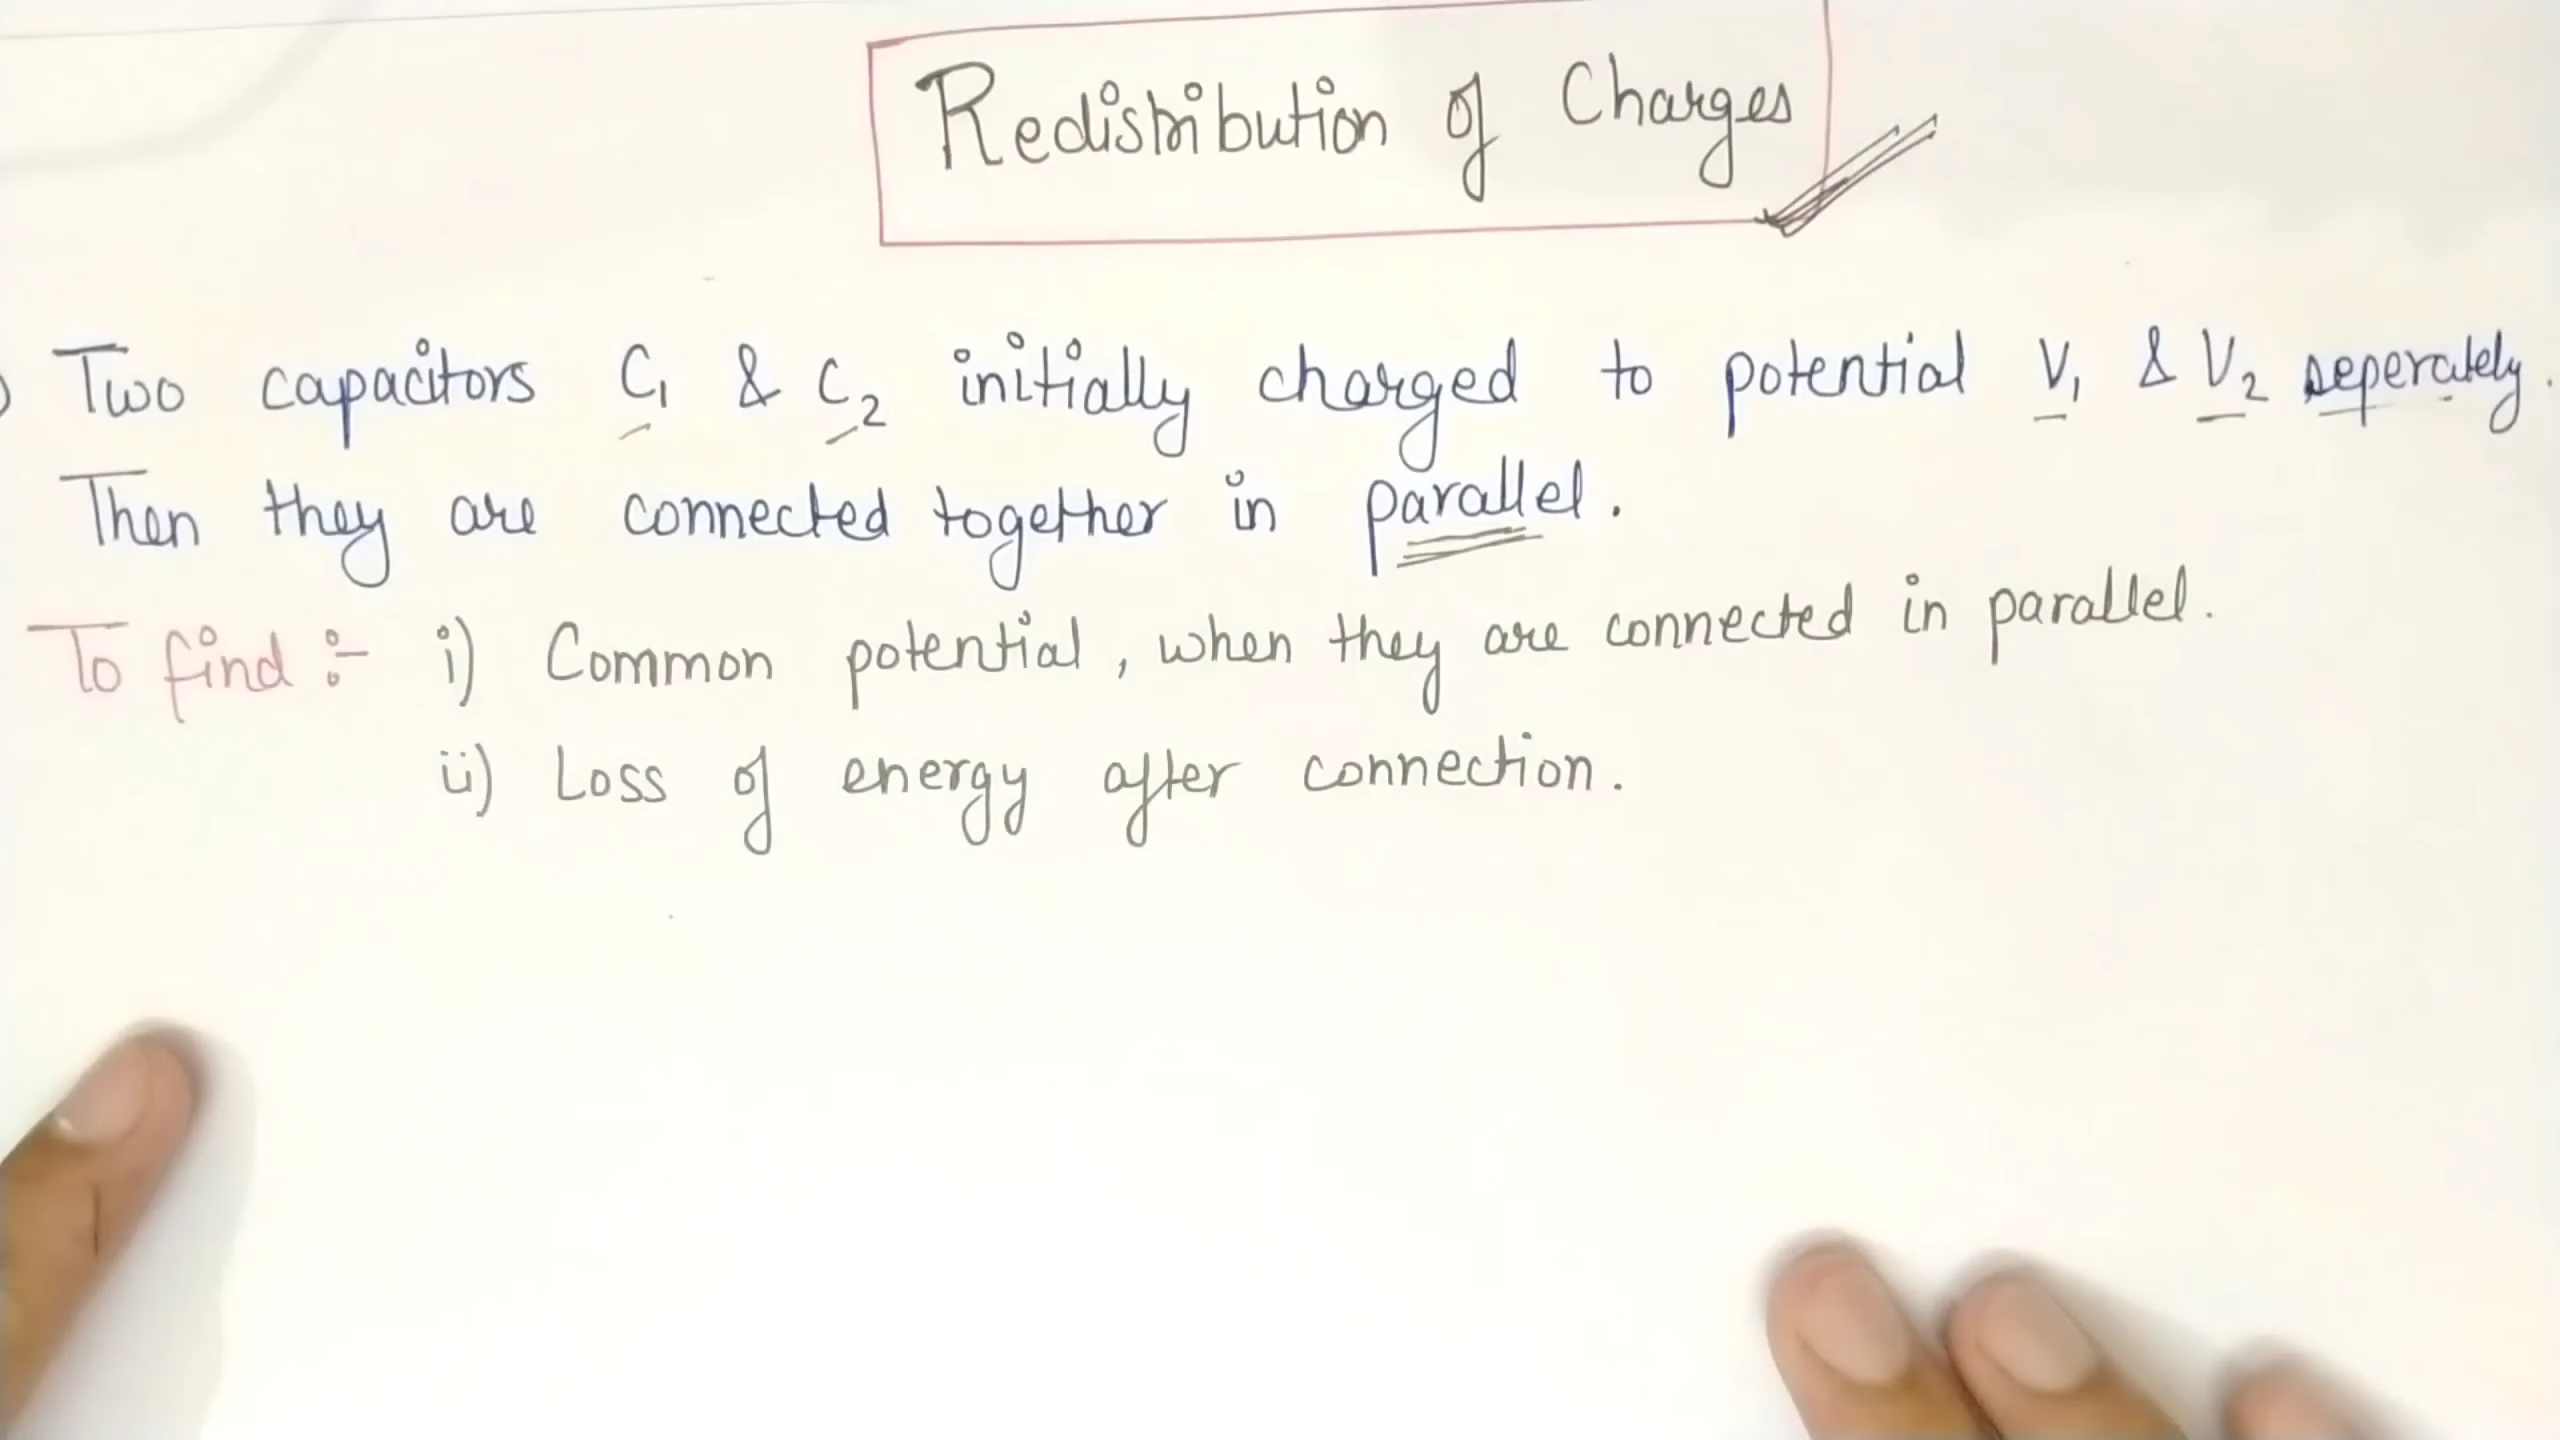 Redistribution of Charges
Two capacitors C₁ & C₂ initially charged to potential V₁ & V₂ seperately.
Then they are connected together in parallel.
To find :- i) Common potential, when they are connected in parallel.
ii) Loss of energy after connection.